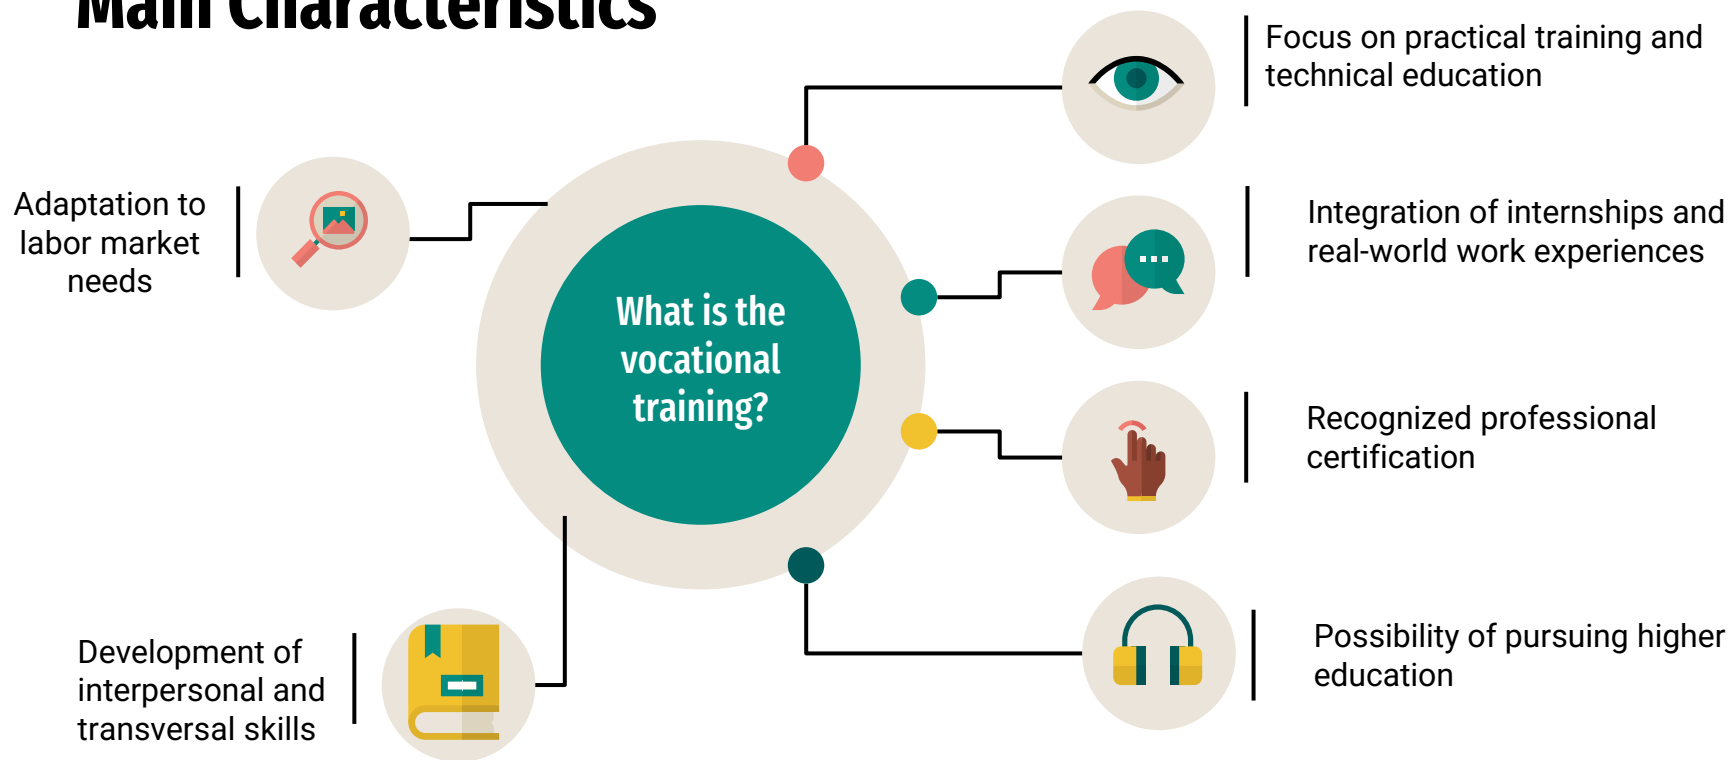 Main Characteristics
Focus on practical training and
technical education
Adaptation to
labor market
needs
Integration of internships and
real-world work experiences
What is the
vocational
training?
Recognized professional
certification
Development of
interpersonal and
transversal skills
Possibility of pursuing higher
education